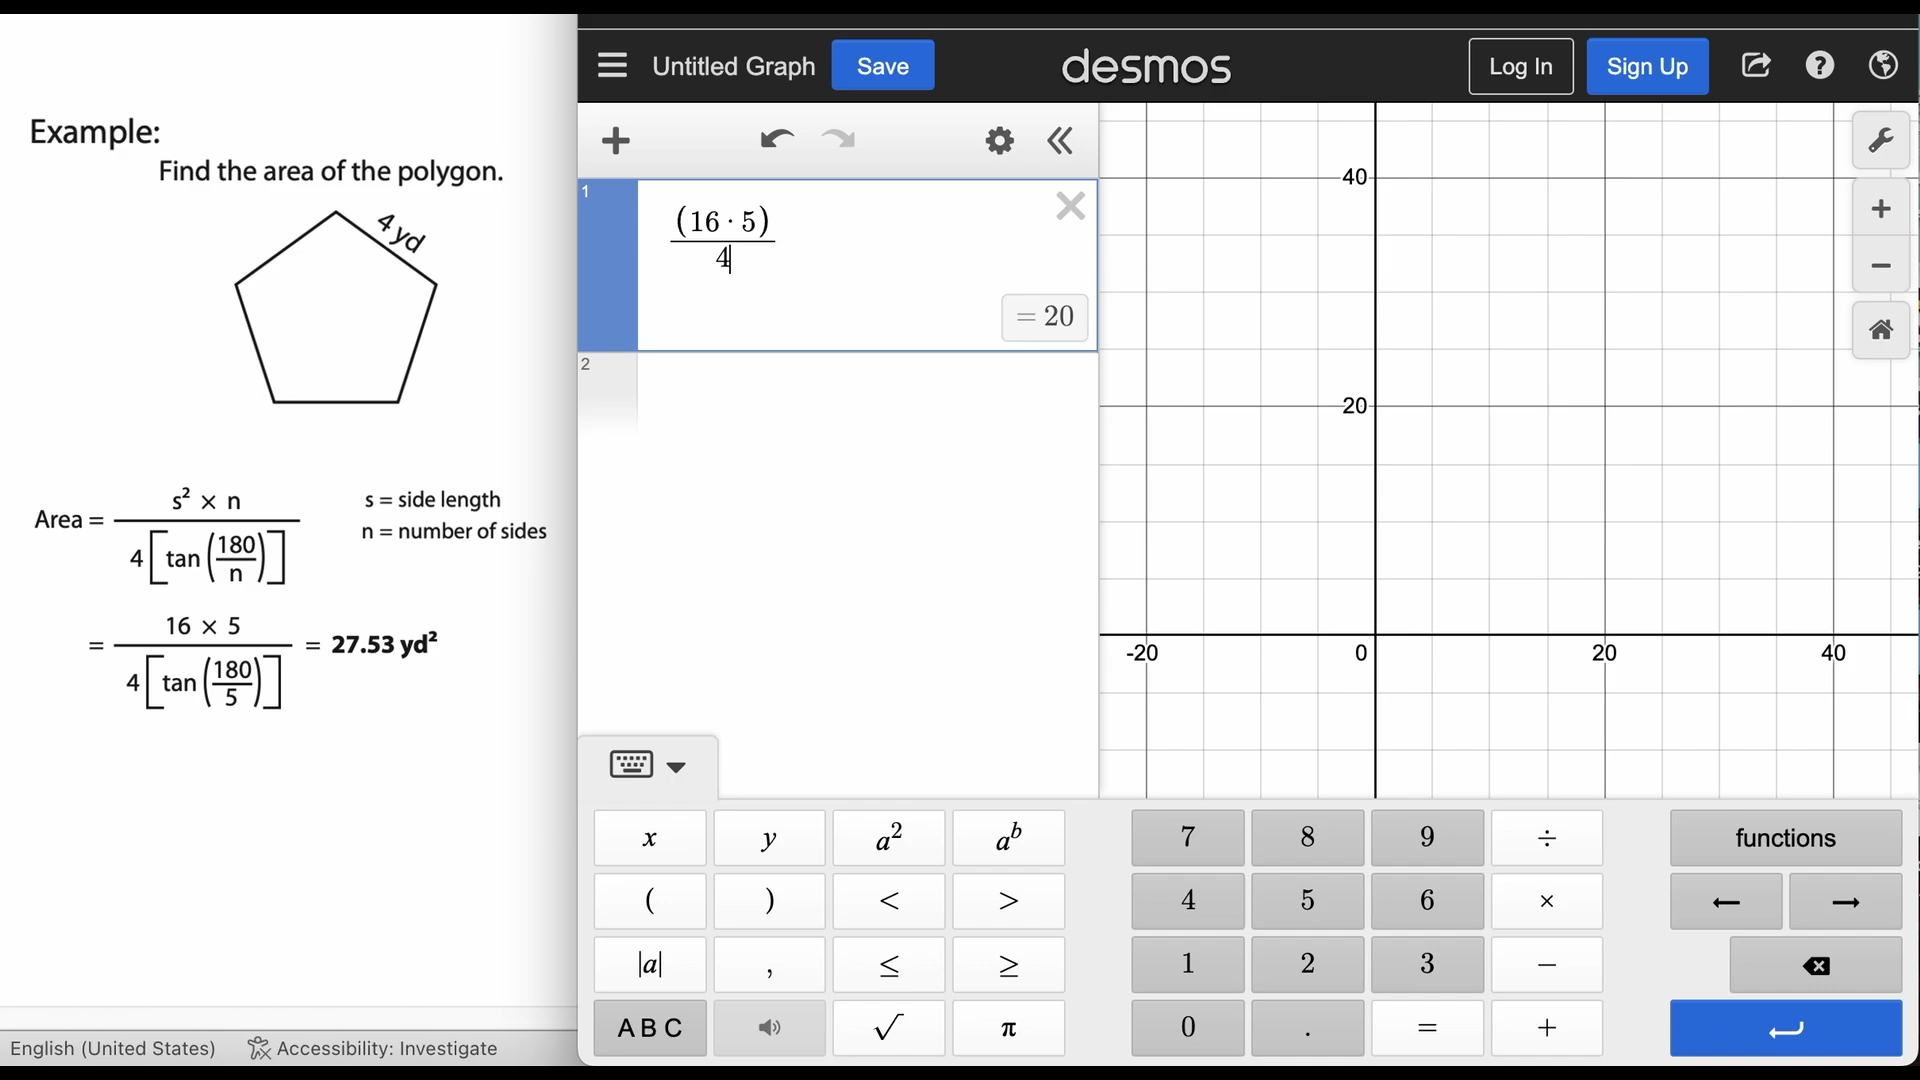 Example:
Find the area of the polygon.
4 yd
Area = s² × n / 4[tan(180/n)]
s = side length
n = number of sides
= 16 × 5 / 4[tan(180/5)] = 27.53 yd²
English (United States) Accessibility: Investigate
Untitled Graph Save desmos Log In Sign Up ?
1
(16 · 5) / 4
= 20
2
40
20
-20 0 20 40
x y a² aᵇ 7 8 9 ÷ functions
( ) < > 4 5 6 × ← →
|a| , ≤ ≥ 1 2 3 −
A B C √ π 0 . = +